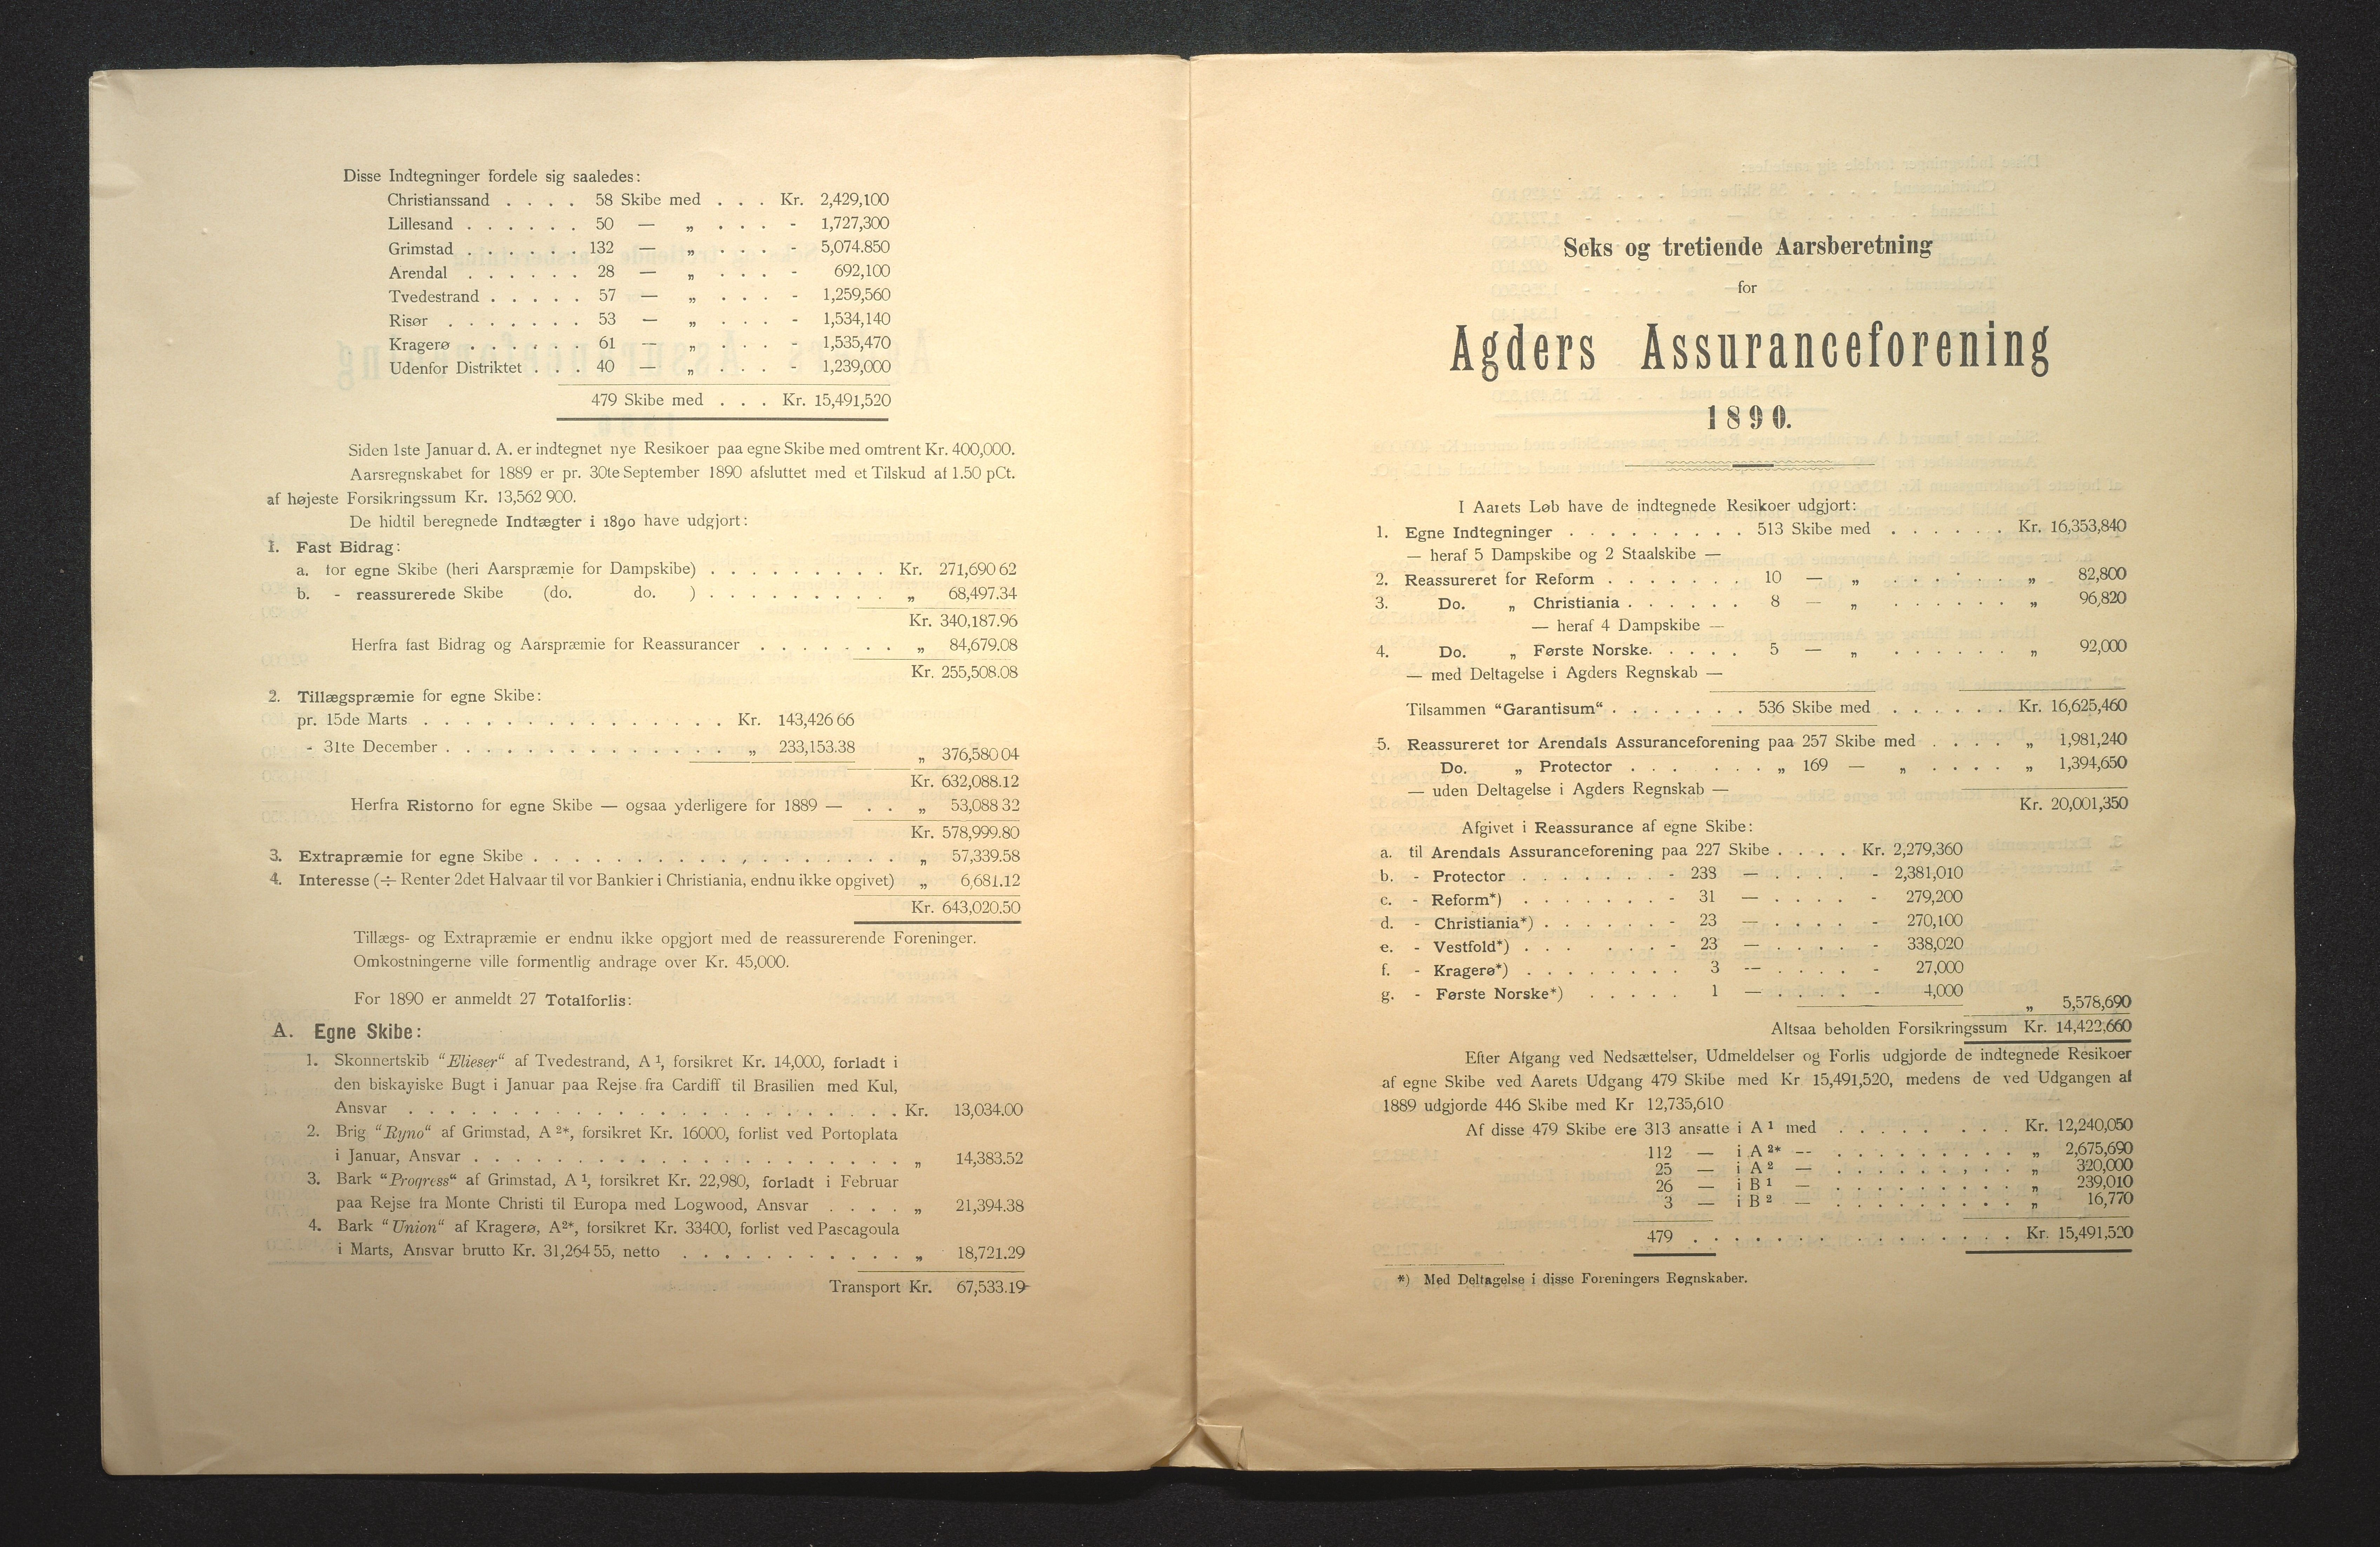 Disse Indtegninger fordele sig saaledes:
Christianssand . . . . 58 Skibe med . . . Kr. 2,429,100
Lillesand . . . . . . 50 — „ . . . - 1,727,300
Grimstad . . . . . . 132 — „ . . . - 5,074.850
Arendal . . . . . . 28 — „ . . . - 692,100
Tvedestrand . . . . . 57 — „ . . . - 1,259,560
Risør . . . . . . . 53 — „ . . . - 1,534,140
Kragerø . . . . . . 61 — „ . . . - 1,535,470
Udenfor Distriktet . . . 40 — „ . . . - 1,239,000
479 Skibe med . . . Kr. 15,491,520
Siden 1ste Januar d. A. er indtegnet nye Resikoer paa egne Skibe med omtrent Kr. 400,000.
Aarsregnskabet for 1889 er pr. 30te September 1890 afsluttet med et Tilskud af 1.50 pCt.
af højeste Forsikringssum Kr. 13,562 900.
De hidtil beregnede Indtægter i 1890 have udgjort:
1. Fast Bidrag:
a. for egne Skibe (heri Aarspræmie for Dampskibe) . . . . . . . . . Kr. 271,690 62
b. - reassurerede Skibe (do. do. ) . . . . . . . . . „ 68,497.34
Kr. 340,187.96
Herfra fast Bidrag og Aarspræmie for Reassurancer . . . . . . . „ 84,679.08
Kr. 255,508.08
2. Tillægspræmie for egne Skibe:
pr. 15de Marts . . . . . . . . . . . . . . . . Kr. 143,426 66
- 31te December . . . . . . . . . . . . . . . „ 233,153.38
„ 376,580 04
Kr. 632,088.12
Herfra Ristorno for egne Skibe — ogsaa yderligere for 1889 — . . „ 53,088 32
Kr. 578,999.80
3. Extrapræmie for egne Skibe . . . . . . . . . . . . . . . . . . „ 57,339.58
4. Interesse (÷ Renter 2det Halvaar til vor Bankier i Christiania, endnu ikke opgivet) „ 6,681.12
Kr. 643,020.50
Tillægs- og Extrapræmie er endnu ikke opgjort med de reassurerende Foreninger.
Omkostningerne ville formentlig andrage over Kr. 45,000.
For 1890 er anmeldt 27 Totalforlis:
A. Egne Skibe:
1. Skonnertskib "Elieser" af Tvedestrand, A 1, forsikret Kr. 14,000, forladt i
den biskayiske Bugt i Januar paa Rejse fra Cardiff til Brasilien med Kul,
Ansvar . . . . . . . . . . . . . . . . . . . . . . . . Kr. 13,034.00
2. Brig "Ryno" af Grimstad, A 2*, forsikret Kr. 16000, forlist ved Portoplata
i Januar, Ansvar . . . . . . . . . . . . . . . . . . . . . „ 14,383.52
3. Bark "Progress" af Grimstad, A 1, forsikret Kr. 22,980, forladt i Februar
paa Rejse fra Monte Christi til Europa med Logwood, Ansvar . . . . „ 21,394.38
4. Bark "Union" af Kragerø, A2*, forsikret Kr. 33400, forlist ved Pascagoula
i Marts, Ansvar brutto Kr. 31,264 55, netto . . . . . . . . . . . „ 18,721.29
Transport Kr. 67,533.19
Seks og tretiende Aarsberetning
for
Agders Assuranceforening
1890.
I Aarets Løb have de indtegnede Resikoer udgjort:
1. Egne Indtegninger . . . . . . . . . 513 Skibe med . . . . . . Kr. 16,353,840
— heraf 5 Dampskibe og 2 Staalskibe —
2. Reassureret for Reform . . . . . . . 10 — „ . . . . . . „ 82,800
3. Do. „ Christiania . . . . . . 8 — „ . . . . . . „ 96,820
— heraf 4 Dampskibe —
4. Do. „ Første Norske. . . . . 5 — „ . . . . . . „ 92,000
— med Deltagelse i Agders Regnskab —
Tilsammen "Garantisum" . . . . . . . 536 Skibe med . . . . . . Kr. 16,625,460
5. Reassureret for Arendals Assuranceforening paa 257 Skibe med . . . . „ 1,981,240
Do. „ Protector . . . . . . . „ 169 — „ . . . . „ 1,394,650
— uden Deltagelse i Agders Regnskab —
Kr. 20,001,350
Afgivet i Reassurance af egne Skibe:
a. til Arendals Assuranceforening paa 227 Skibe . . . . Kr. 2,279,360
b. - Protector . . . . . . . . - 238 — . . . . - 2,381,010
c. - Reform*) . . . . . . . - 31 — . . . . - 279,200
d. - Christiania*) . . . . . . - 23 — . . . . - 270,100
e. - Vestfold*) . . . . . . - 23 — . . . . - 338,020
f. - Kragerø*) . . . . . . . . 3 — . . . . - 27,000
g. - Første Norske*) . . . . . 1 — . . . . - 4,000
„ 5,578,690
Altsaa beholden Forsikringssum Kr. 14,422,660
Efter Afgang ved Nedsættelser, Udmeldelser og Forlis udgjorde de indtegnede Resikoer
af egne Skibe ved Aarets Udgang 479 Skibe med Kr 15,491,520, medens de ved Udgangen af
1889 udgjorde 446 Skibe med Kr 12,735,610
Af disse 479 Skibe ere 313 ansatte i A 1 med . . . . . . . . Kr. 12,240,050
112 — i A 2* — . . . . . . . . . „ 2,675,690
25 — i A 2 — . . . . . . . . . „ 320,000
26 — i B 1 — . . . . . . . . . „ 239,010
3 — i B 2 — . . . . . . . . . „ 16,770
479 . . . . . . . . . . . . . . . . Kr. 15,491,520
*) Med Deltagelse i disse Foreningers Regnskaber.